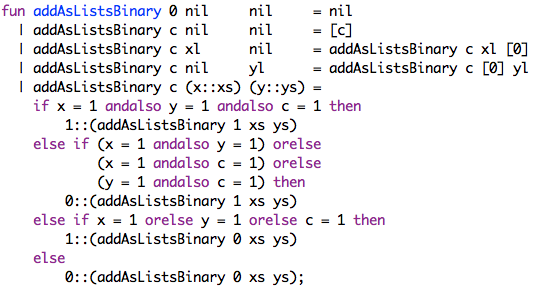 fun addAsListsBinary 0 nil     nil     = nil
  | addAsListsBinary c nil     nil     = [c]
  | addAsListsBinary c xl      nil     = addAsListsBinary c xl [0]
  | addAsListsBinary c nil     yl      = addAsListsBinary c [0] yl
  | addAsListsBinary c (x::xs) (y::ys) =
    if x = 1 andalso y = 1 andalso c = 1 then
        1::(addAsListsBinary 1 xs ys)
    else if (x = 1 andalso y = 1) orelse
            (x = 1 andalso c = 1) orelse
            (y = 1 andalso c = 1) then
        0::(addAsListsBinary 1 xs ys)
    else if x = 1 orelse y = 1 orelse c = 1 then
        1::(addAsListsBinary 0 xs ys)
    else
        0::(addAsListsBinary 0 xs ys);